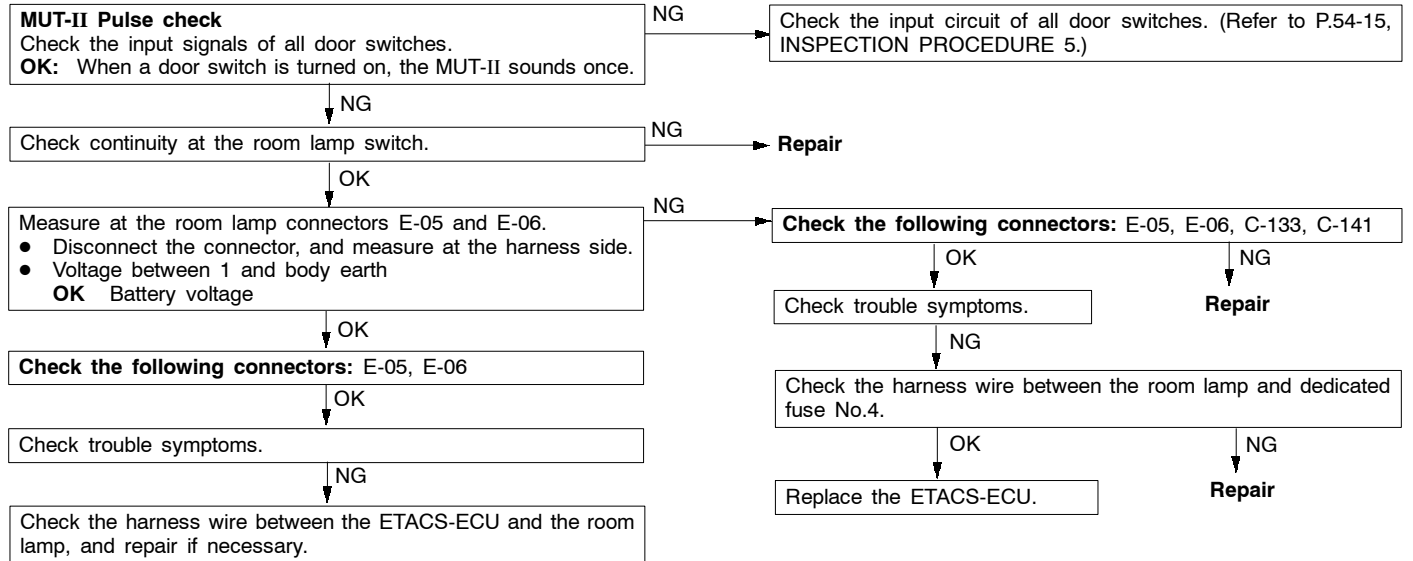 MUT-II Pulse check
Check the input signals of all door switches.
OK: When a door switch is turned on, the MUT-II sounds once.
NG
Check the input circuit of all door switches. (Refer to P.54-15,
INSPECTION PROCEDURE 5.)
NG
Check continuity at the room lamp switch.
NG
Repair
OK
Measure at the room lamp connectors E-05 and E-06.
● Disconnect the connector, and measure at the harness side.
● Voltage between 1 and body earth
OK Battery voltage
NG
Check the following connectors: E-05, E-06, C-133, C-141
OK
NG
Check trouble symptoms.
Repair
OK
NG
Check the following connectors: E-05, E-06
Check the harness wire between the room lamp and dedicated
fuse No.4.
OK
Check trouble symptoms.
OK
NG
NG
Replace the ETACS-ECU.
Repair
Check the harness wire between the ETACS-ECU and the room
lamp, and repair if necessary.